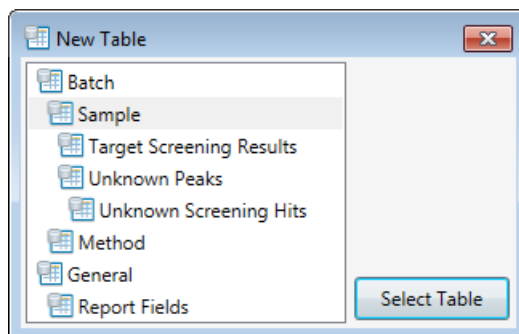 New Table
Batch
Sample
Target Screening Results
Unknown Peaks
Unknown Screening Hits
Method
General
Report Fields
Select Table